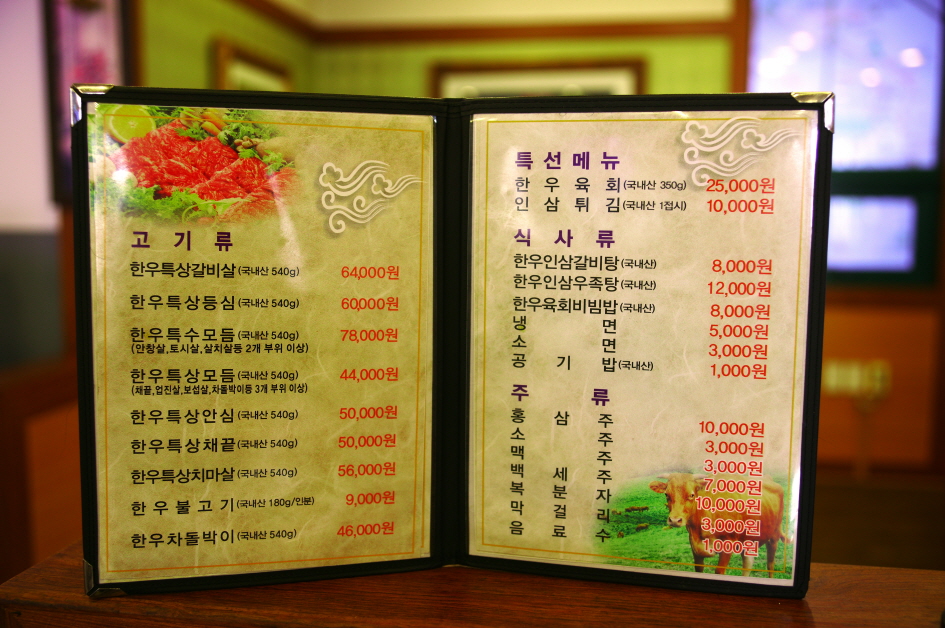 고 기 류
한우특상갈비살(국내산 540g) 64,000원
한우특상등심(국내산 540g) 60,000원
한우특수모듬(국내산 540g) 78,000원
(안창살,토시살,살치살등 2개 부위 이상)
한우특상모듬(국내산 540g) 44,000원
(채끝,업진살,보섭살,차돌박이등 3개 부위 이상)
한우특상안심(국내산 540g) 50,000원
한우특상채끝(국내산 540g) 50,000원
한우특상치마살(국내산 540g) 56,000원
한 우 불 고 기(국내산 180g/인분) 9,000원
한우차돌박이(국내산 540g) 46,000원
특 선 메 뉴
한 우 육 회(국내산 350g) 25,000원
인 삼 튀 김(국내산 1접시) 10,000원
식 사 류
한우인삼갈비탕(국내산) 8,000원
한우인삼우족탕(국내산) 12,000원
한우육회비빔밥(국내산) 8,000원
냉 면 5,000원
소 면 3,000원
공 기 밥(국내산) 1,000원
주 류
홍 삼 주 10,000원
소 주 3,000원
맥 주 3,000원
백 세 주 7,000원
복 분 자 10,000원
막 걸 리 3,000원
음 료 수 1,000원